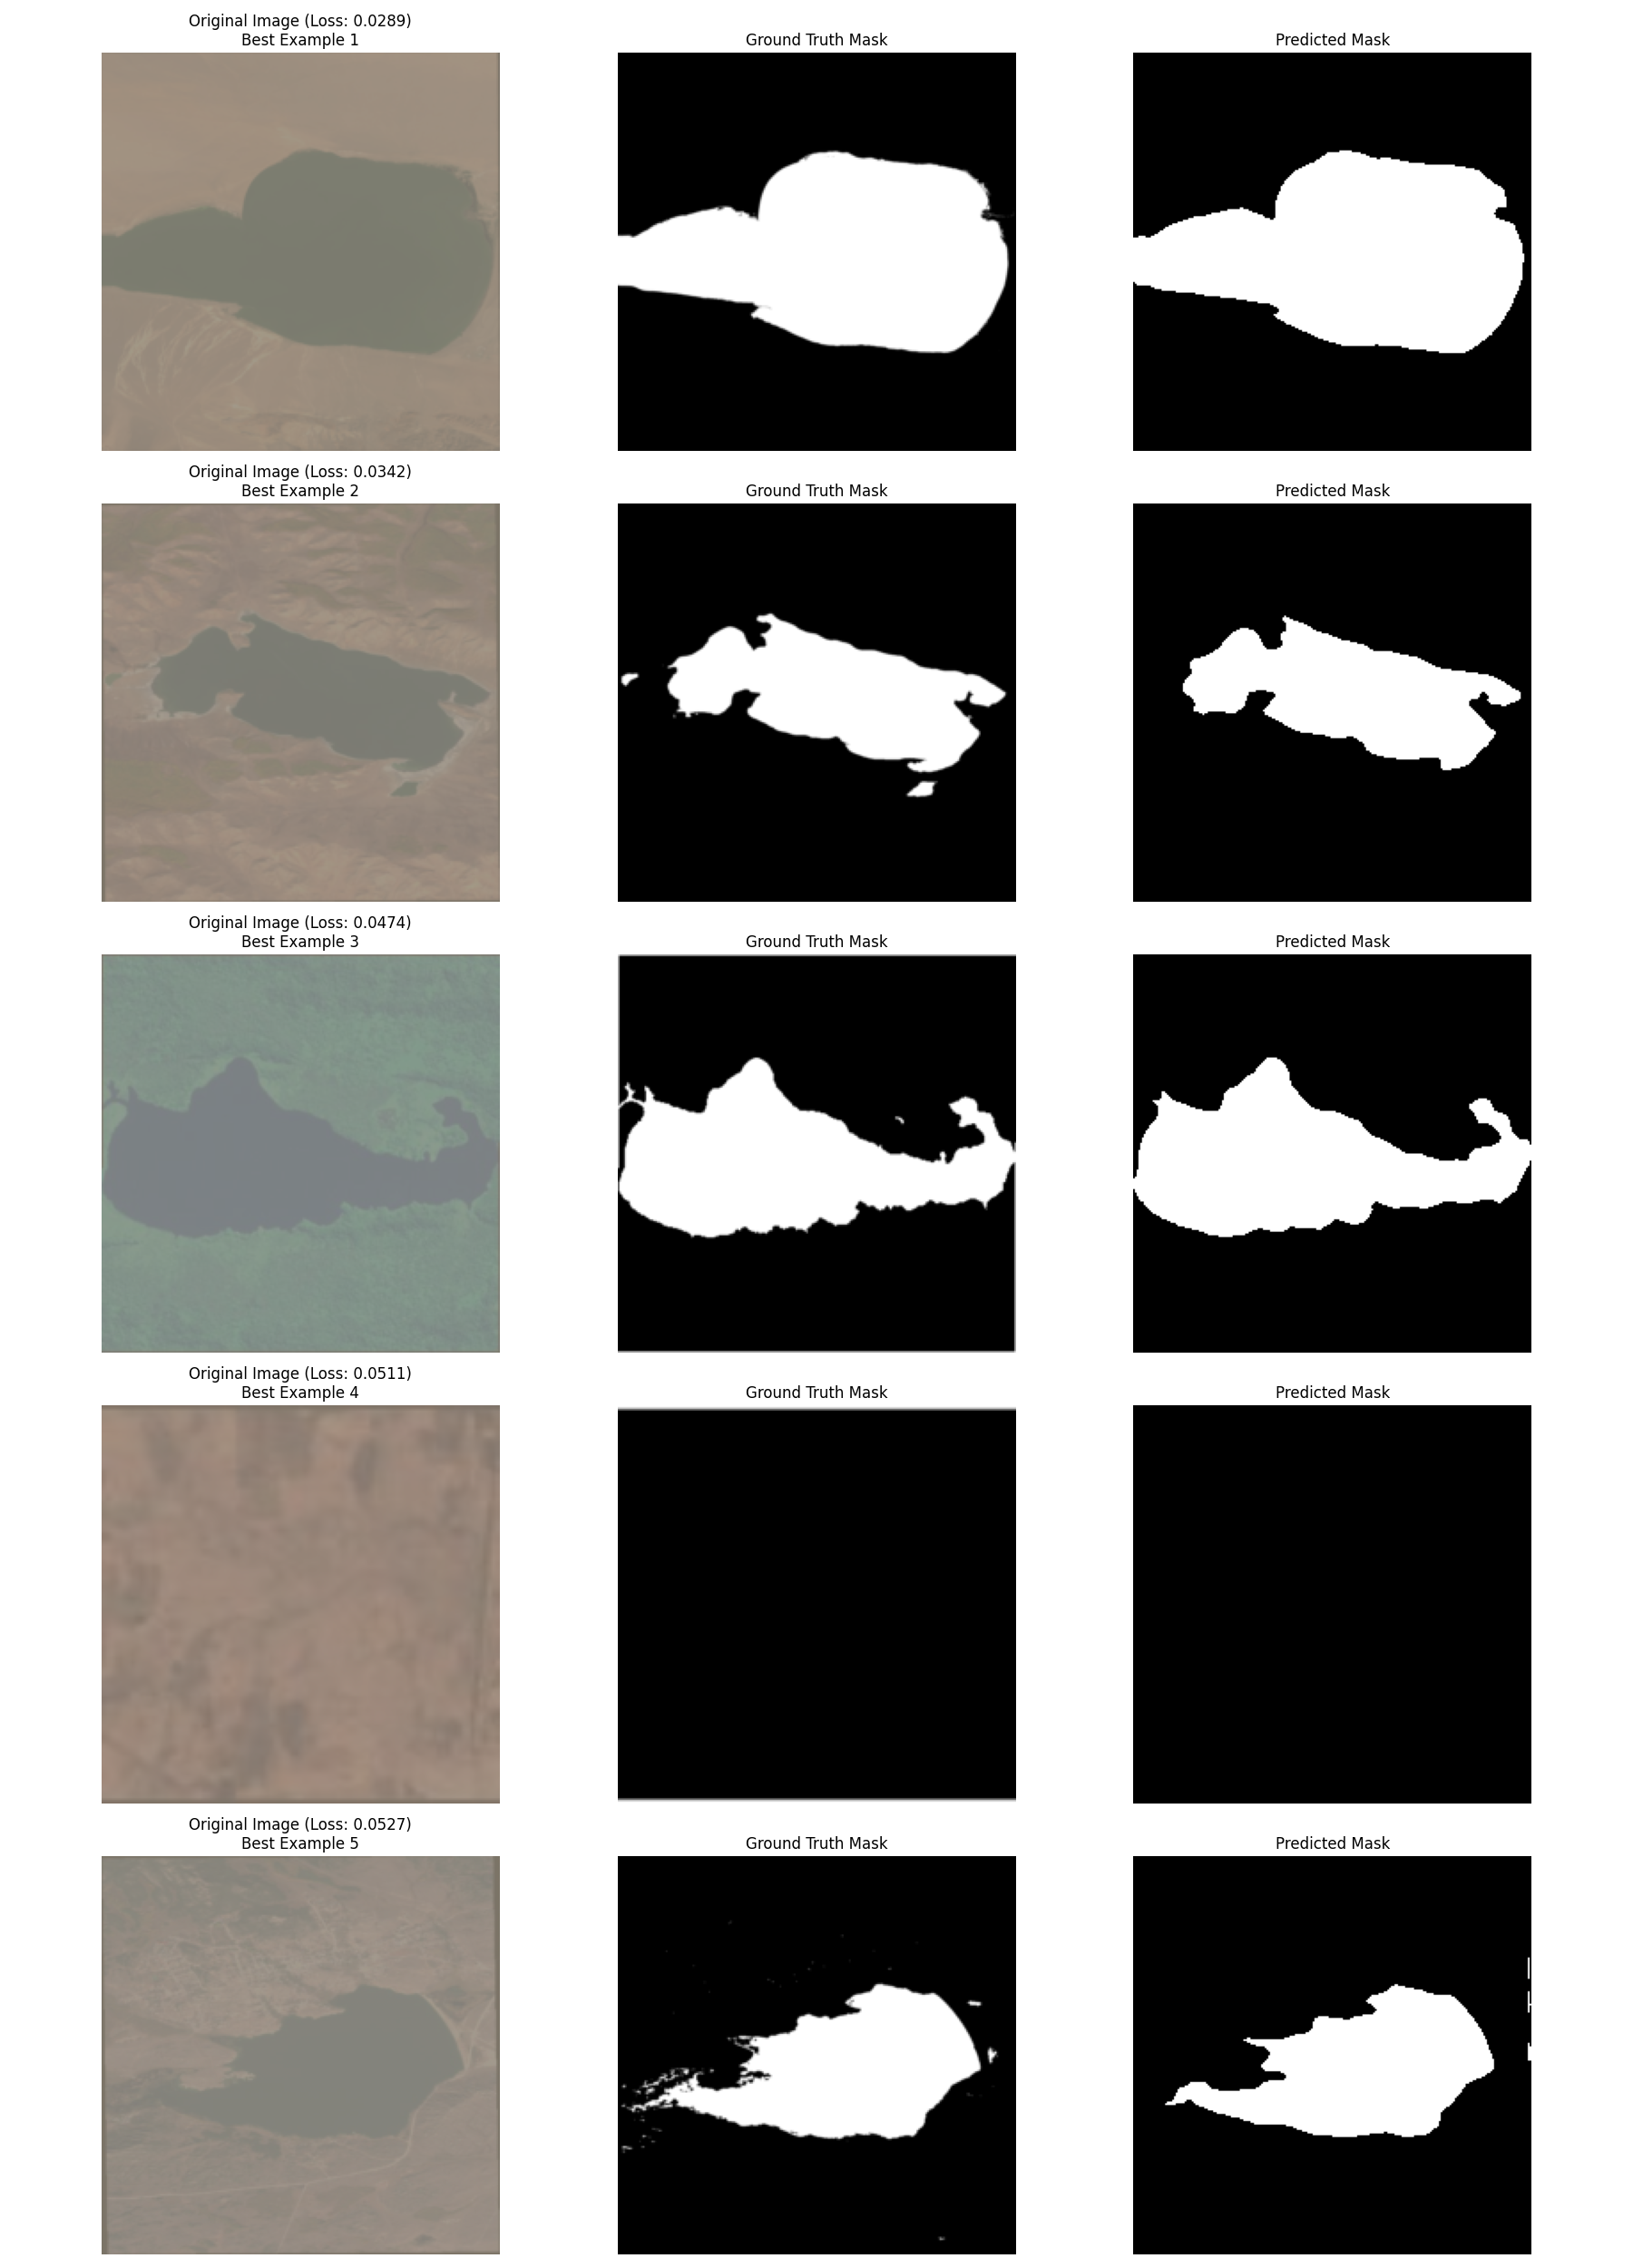 Original Image (Loss: 0.0289)
Best Example 1
Ground Truth Mask
Predicted Mask
Original Image (Loss: 0.0342)
Best Example 2
Ground Truth Mask
Predicted Mask
Original Image (Loss: 0.0474)
Best Example 3
Ground Truth Mask
Predicted Mask
Original Image (Loss: 0.0511)
Best Example 4
Ground Truth Mask
Predicted Mask
Original Image (Loss: 0.0527)
Best Example 5
Ground Truth Mask
Predicted Mask